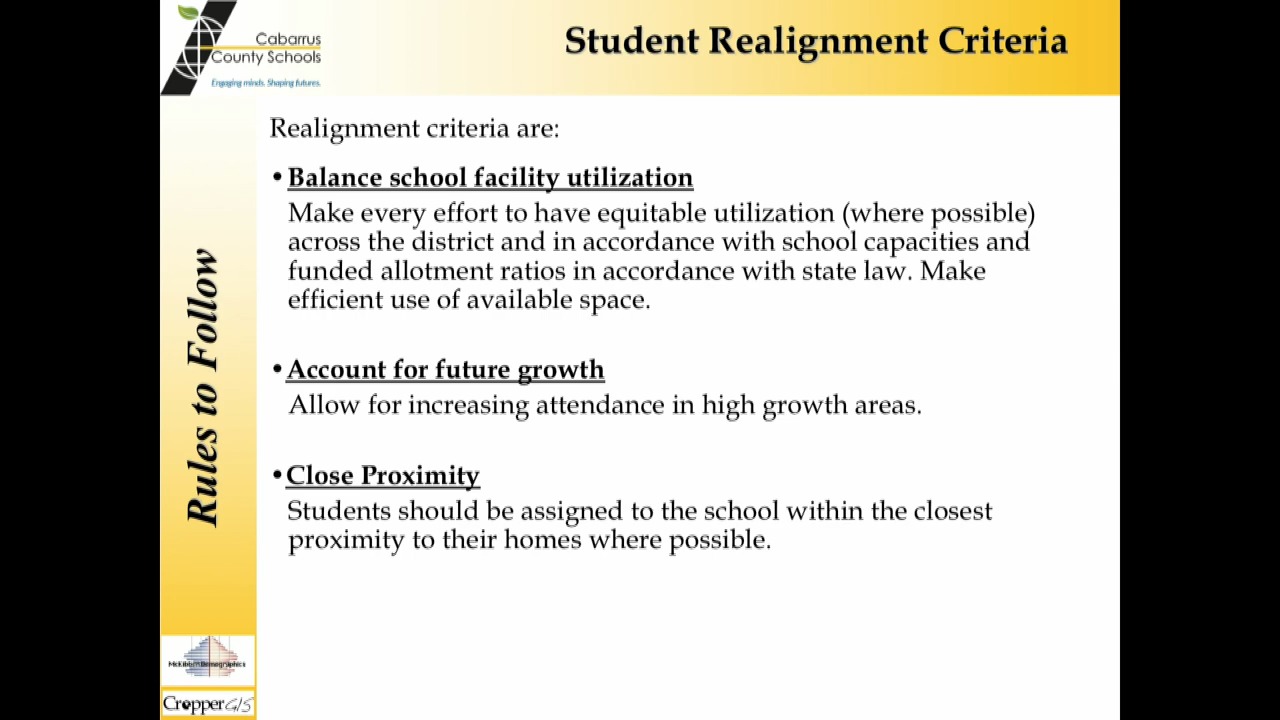 Cabarrus
County Schools
Engaging minds. Shaping futures.
Student Realignment Criteria
Rules to Follow
Realignment criteria are:
•Balance school facility utilization
Make every effort to have equitable utilization (where possible)
across the district and in accordance with school capacities and
funded allotment ratios in accordance with state law. Make
efficient use of available space.
•Account for future growth
Allow for increasing attendance in high growth areas.
•Close Proximity
Students should be assigned to the school within the closest
proximity to their homes where possible.
McKibben Demographics
Cropper GIS